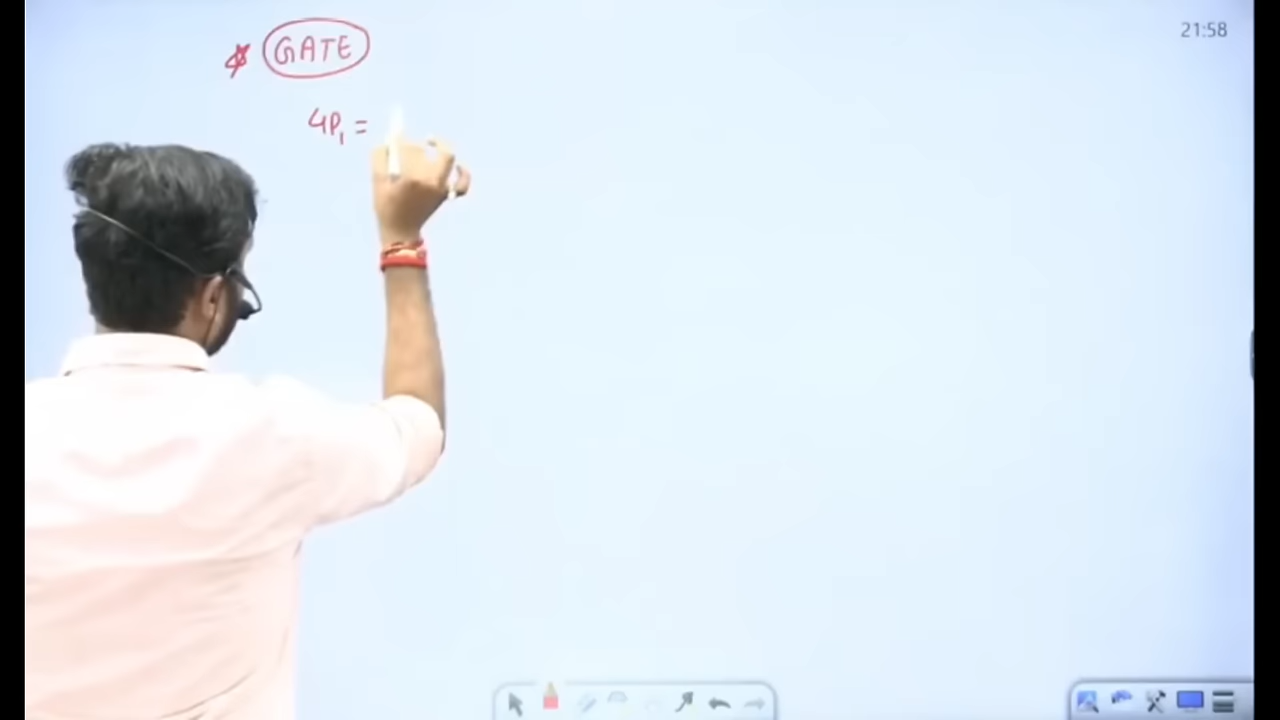 21:58
* GATE
4P₁ =